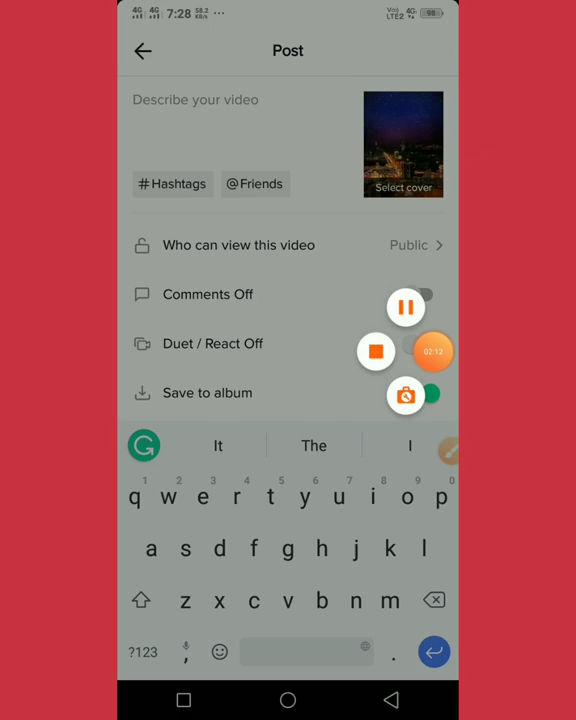 4G 4G 7:28 58.2 KB/s ... Vo) LTE2 4G 98
Post
Describe your video
Select cover
#Hashtags @Friends
Who can view this video Public
Comments Off
Duet / React Off
02:12
Save to album
It The I
1 2 3 4 5 6 7 8 9 0
q w e r t y u i o p
a s d f g h j k l
z x c v b n m
?123 , .